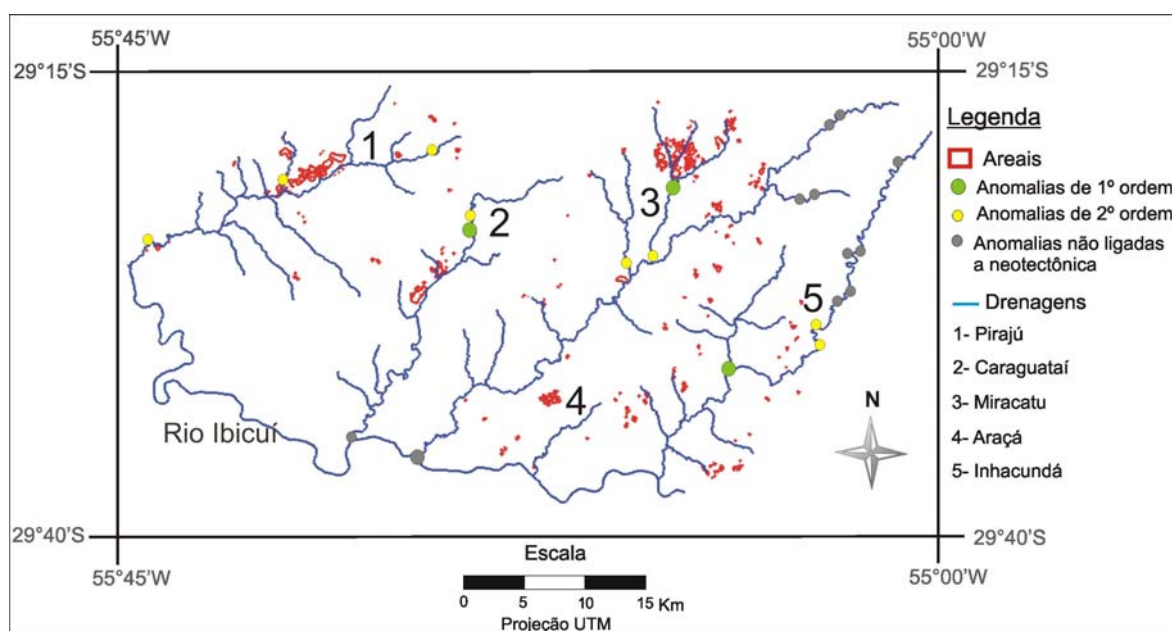 55°45'W
55°00'W
29°15'S
29°15'S
Legenda
Areais
Anomalias de 1º ordem
Anomalias de 2º ordem
Anomalias não ligadas
a neotectônica
Drenagens
1- Pirajú
2- Caraguataí
3- Miracatu
4- Araçá
5- Inhacundá
1
2
3
5
4
N
Rio Ibicuí
29°40'S
29°40'S
55°45'W
55°00'W
Escala
0 5 10 15 Km
Projeção UTM